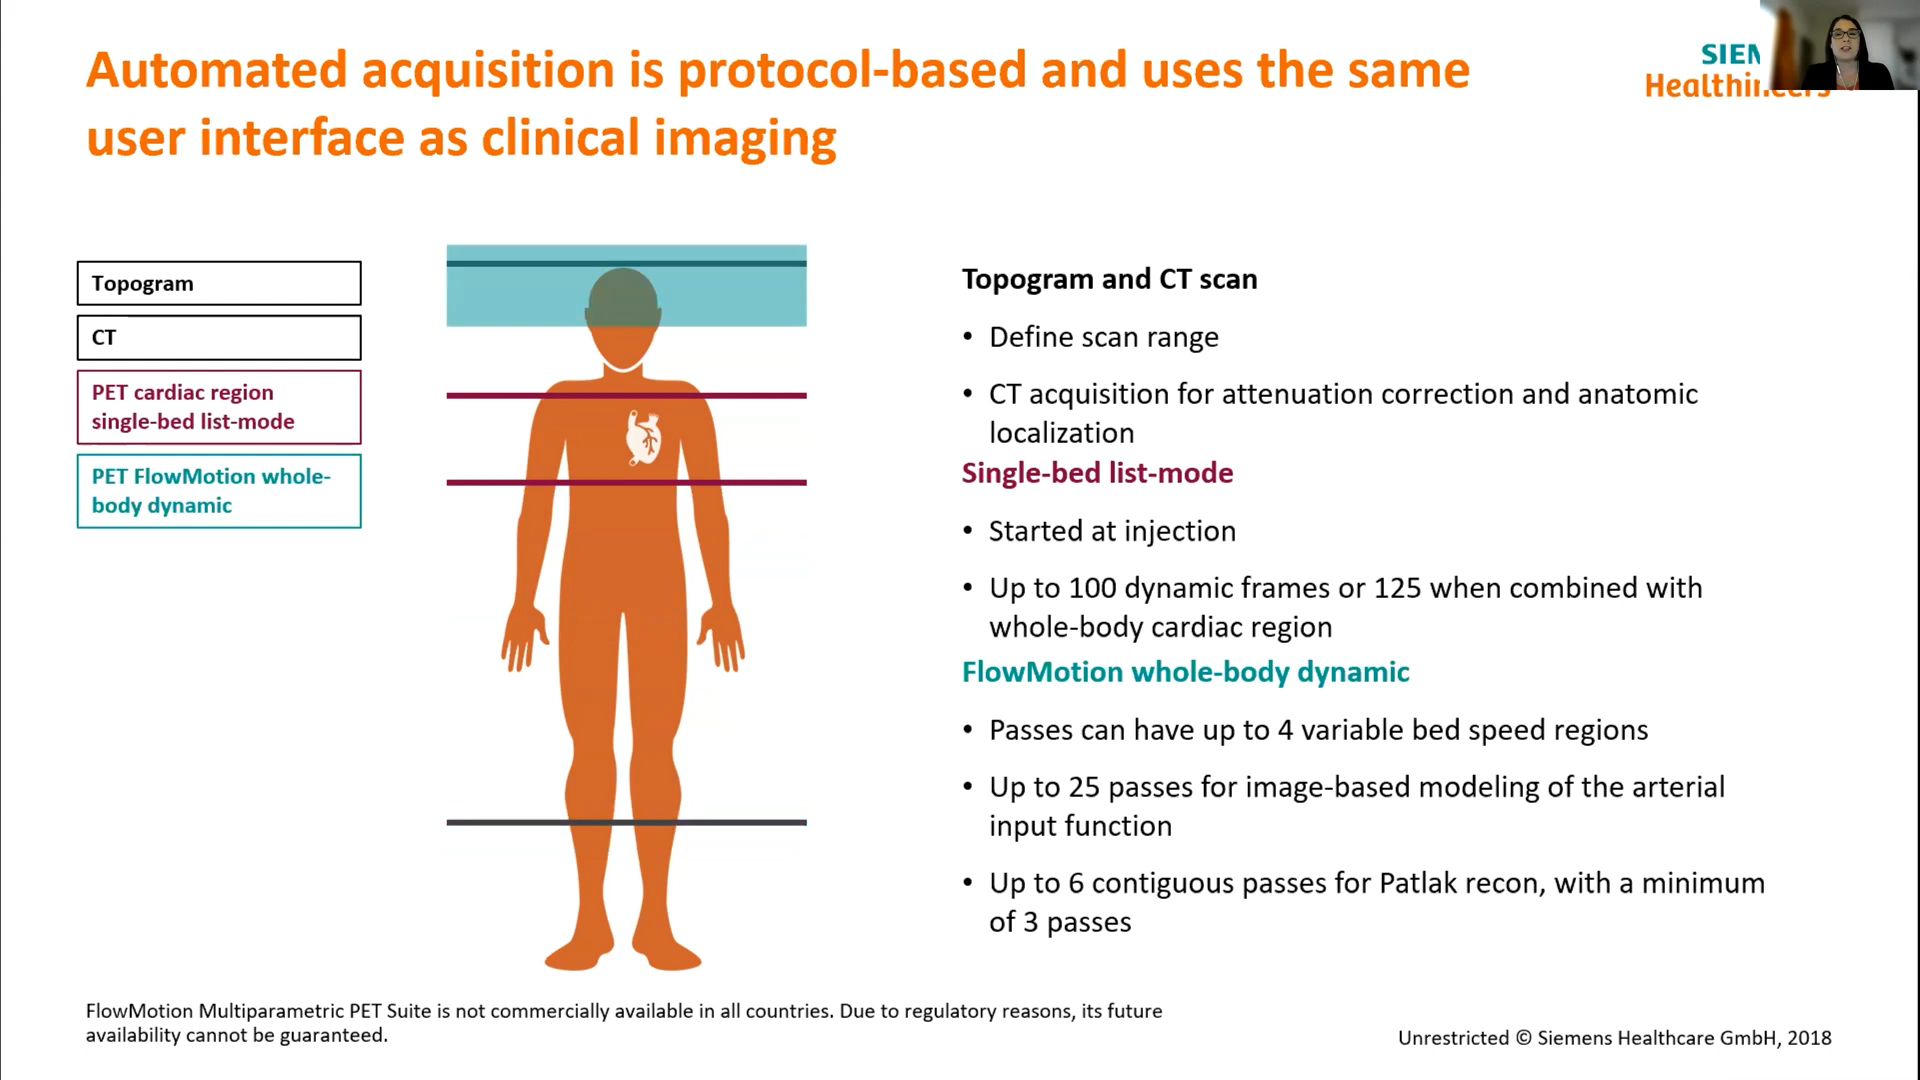 Automated acquisition is protocol-based and uses the same
user interface as clinical imaging
SIEM
Healthineers
Topogram
CT
PET cardiac region
single-bed list-mode
PET FlowMotion whole-
body dynamic
Topogram and CT scan
• Define scan range
• CT acquisition for attenuation correction and anatomic
localization
Single-bed list-mode
• Started at injection
• Up to 100 dynamic frames or 125 when combined with
whole-body cardiac region
FlowMotion whole-body dynamic
• Passes can have up to 4 variable bed speed regions
• Up to 25 passes for image-based modeling of the arterial
input function
• Up to 6 contiguous passes for Patlak recon, with a minimum
of 3 passes
FlowMotion Multiparametric PET Suite is not commercially available in all countries. Due to regulatory reasons, its future
availability cannot be guaranteed.
Unrestricted © Siemens Healthcare GmbH, 2018